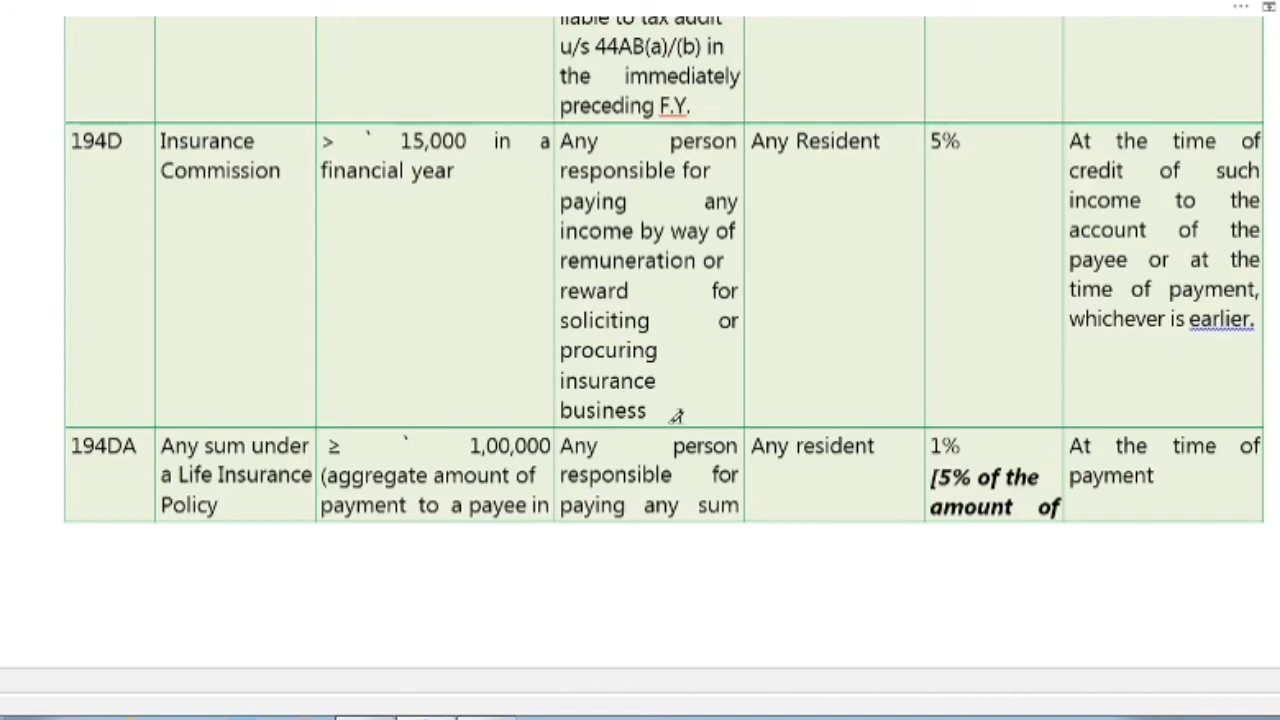 liable to tax audit
u/s 44AB(a)/(b) in
the immediately
preceding F.Y.
194D
Insurance
Commission
> ` 15,000 in a
financial year
Any person
responsible for
paying any
income by way of
remuneration or
reward for
soliciting or
procuring
insurance
business
Any Resident
5%
At the time of
credit of such
income to the
account of the
payee or at the
time of payment,
whichever is earlier.
194DA
Any sum under
a Life Insurance
Policy
≥ ` 1,00,000
(aggregate amount of
payment to a payee in
Any person
responsible for
paying any sum
Any resident
1%
[5% of the
amount of
At the time of
payment